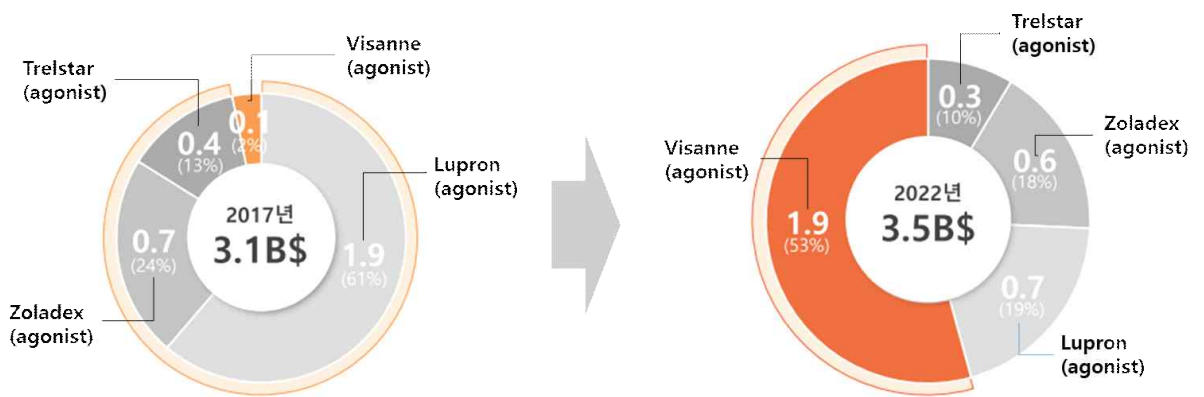 Visanne
(agonist)
Trelstar
(agonist)
0.1
(2%)
0.4
(13%)
Lupron
(agonist)
2017년
3.1B$
0.7
(24%)
1.9
(61%)
Zoladex
(agonist)
Trelstar
(agonist)
0.3
(10%)
Zoladex
(agonist)
Visanne
(agonist)
0.6
(18%)
2022년
3.5B$
1.9
(53%)
0.7
(19%)
Lupron
(agonist)